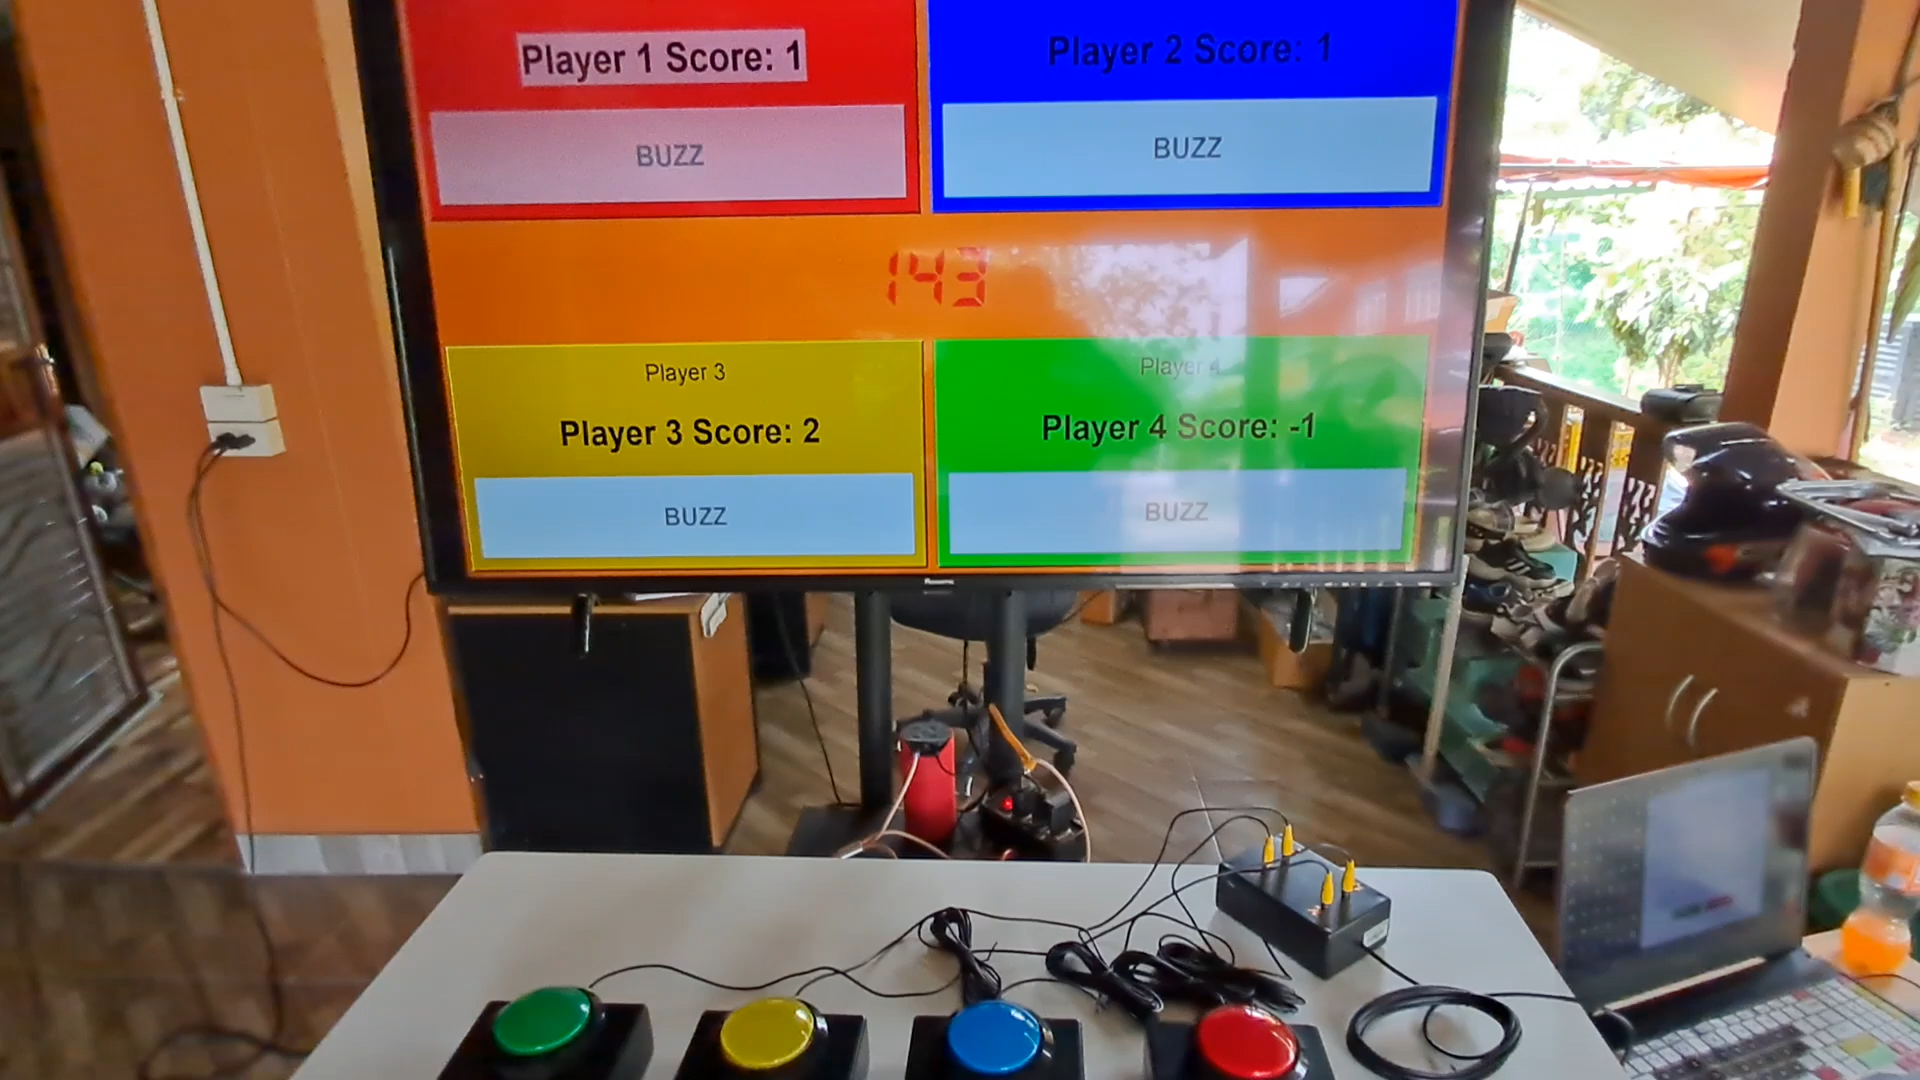 Player 1 Score: 1
BUZZ
Player 2 Score: 1
BUZZ
143
Player 3
Player 3 Score: 2
BUZZ
Player 4
Player 4 Score: -1
BUZZ